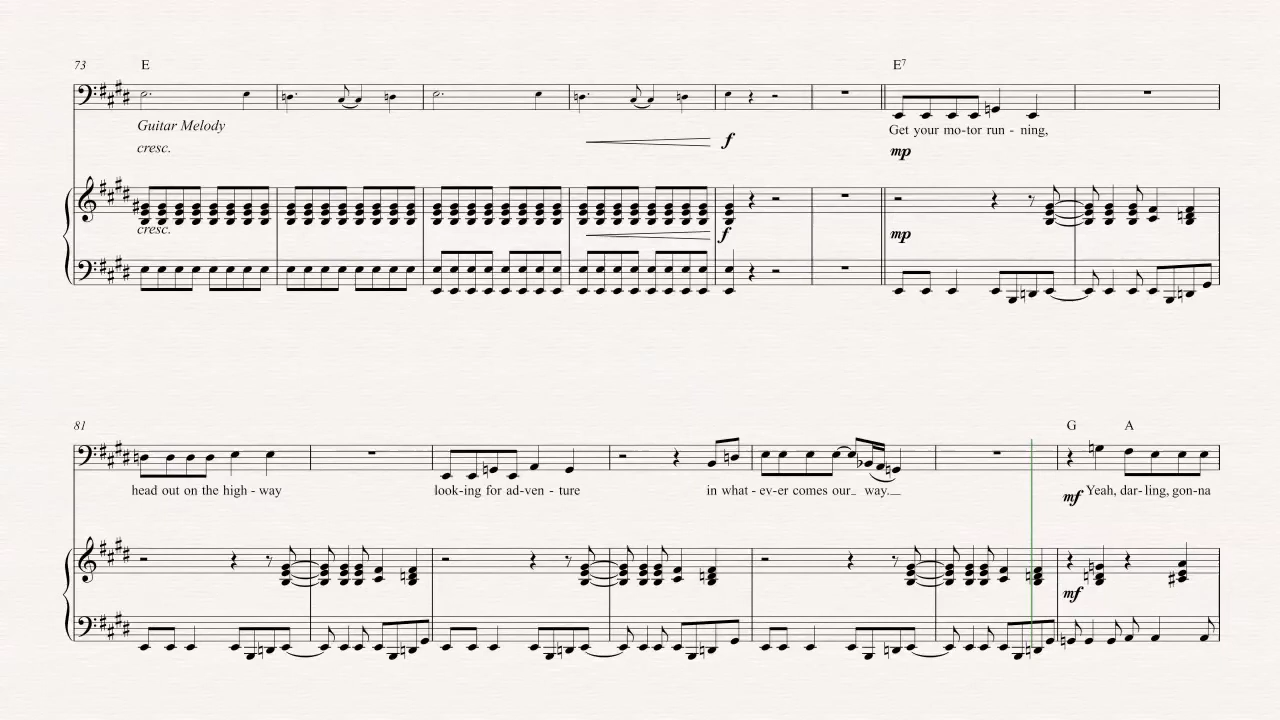 73 E E7
Guitar Melody
cresc.
f
Get your mo-tor run - ning,
mp
cresc.
f
mp
81 G A
head out on the high - way look-ing for ad-ven - ture in what - ev-er comes our_ way._ mf Yeah, dar-ling, gon-na
mf